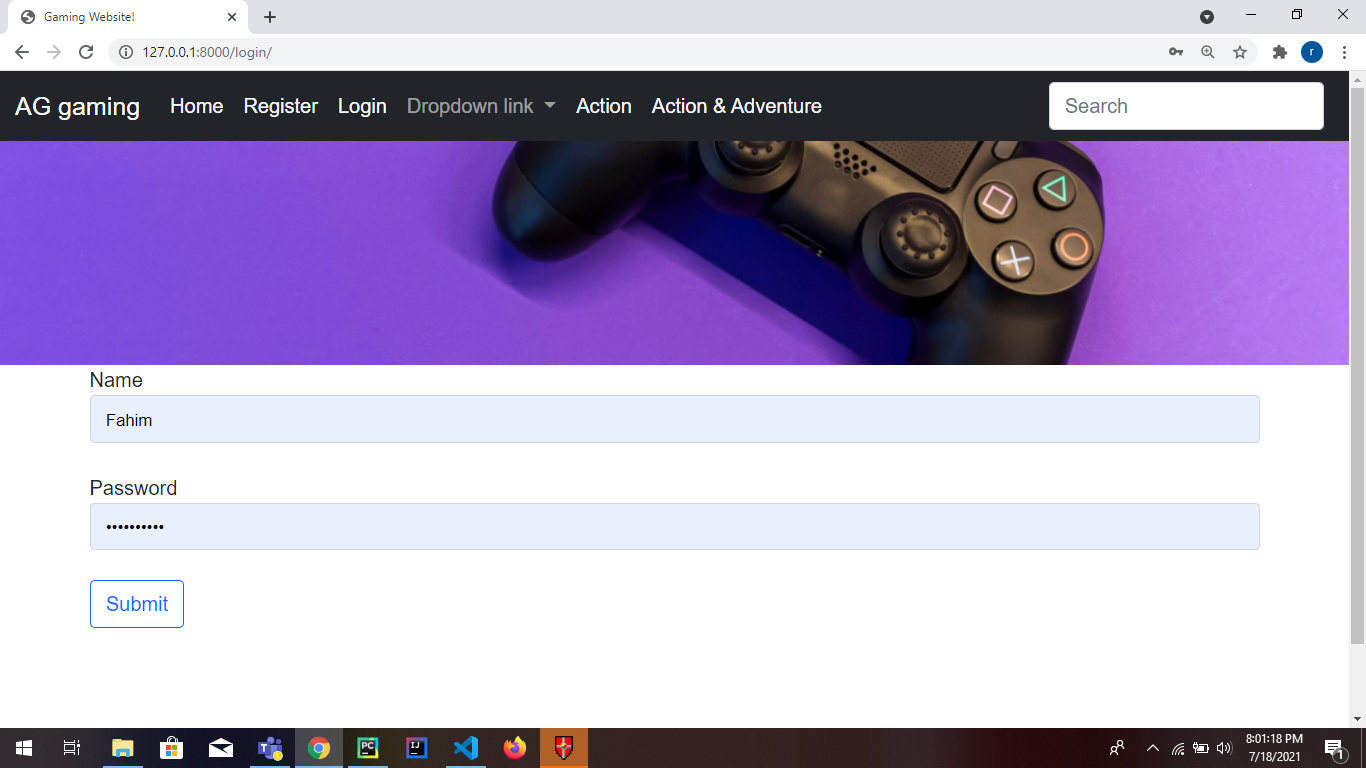 Gaming Website!
127.0.0.1:8000/login/
r
AG gaming Home Register Login Dropdown link Action Action & Adventure Search
Name
Fahim
Password
••••••••••
Submit
PC
IJ
8:01:18 PM
7/18/2021
1